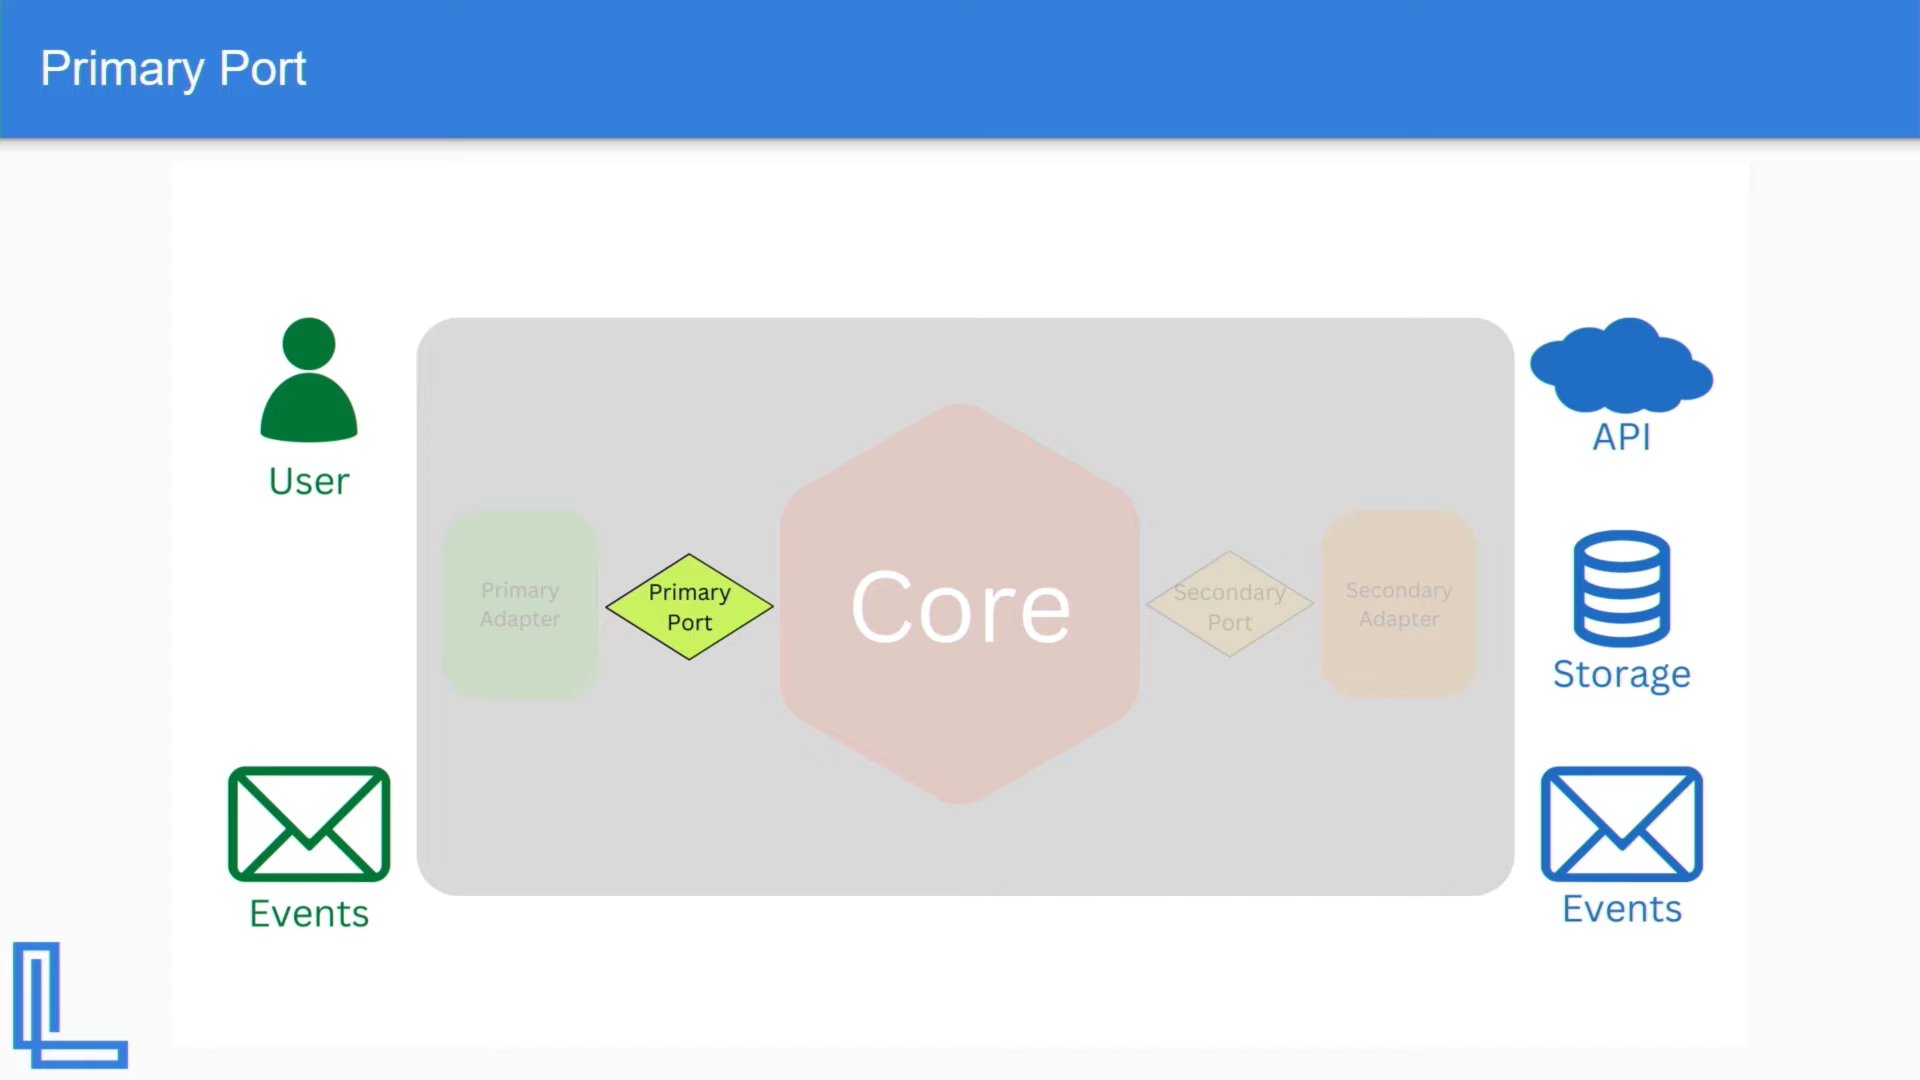 Primary Port
User
Events
Primary
Adapter
Primary
Port
Core
Secondary
Port
Secondary
Adapter
API
Storage
Events